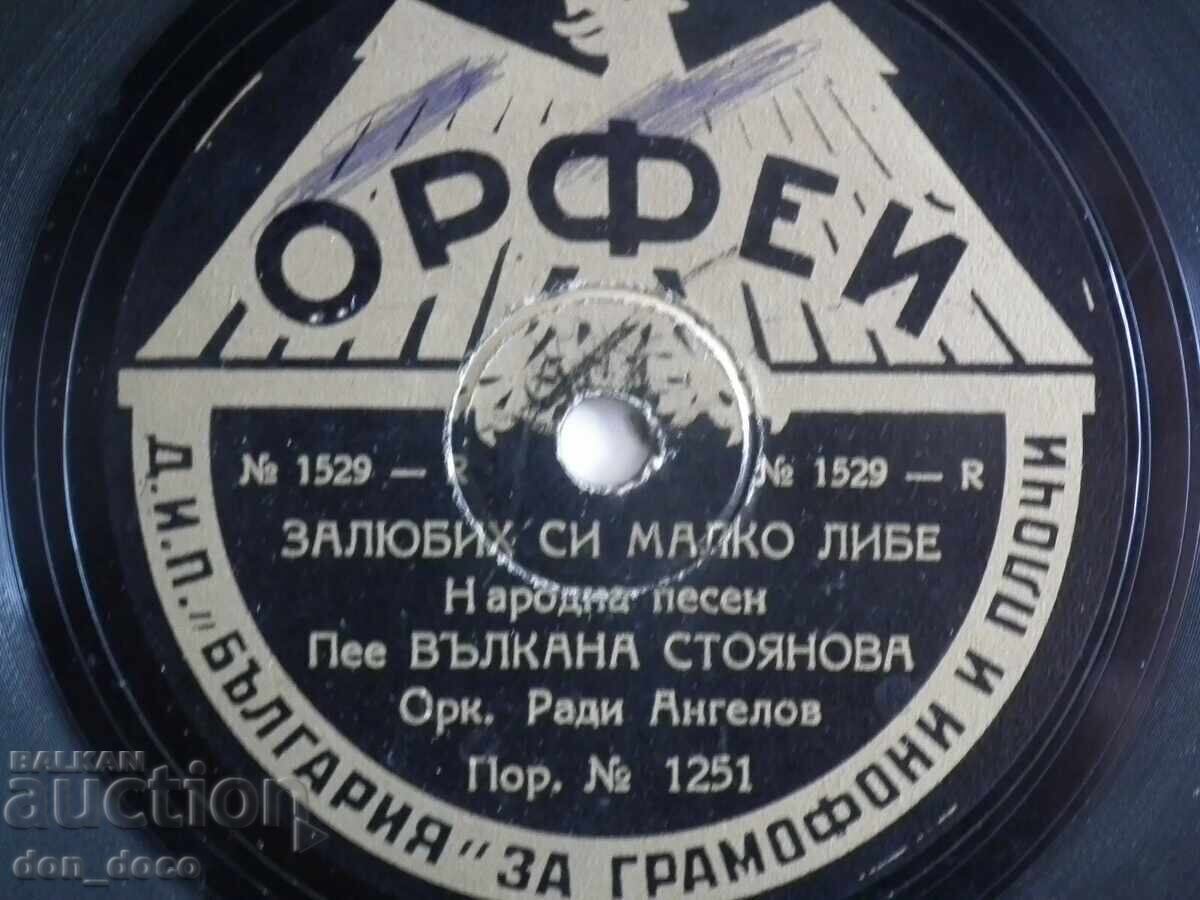 ОРФЕЙ
№ 1529 — R № 1529 — R
ЗАЛЮБИХ СИ МАЛКО ЛИБЕ
Народна песен
Пее ВЪЛКАНА СТОЯНОВА
Орк. Ради Ангелов
Пор. № 1251
Д.И.П. „БЪЛГАРИЯ“ ЗА ГРАМОФОНИ И ПЛОЧИ
BALKAN
auction
don_doco